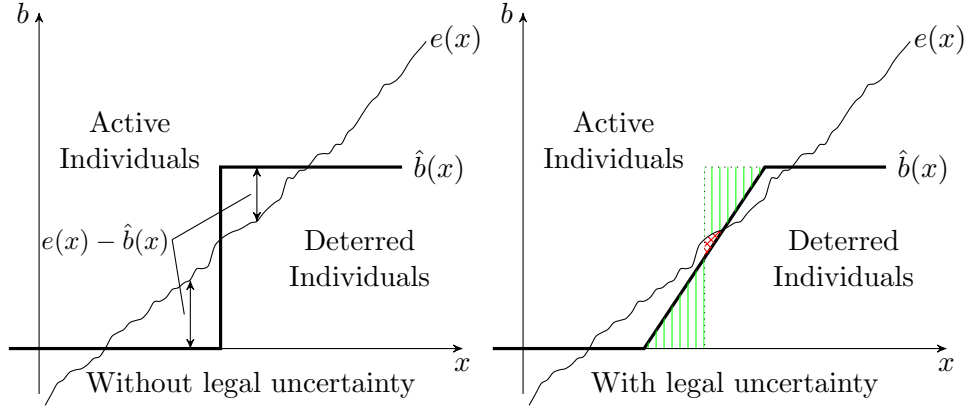 b
e(x)
Active
Individuals
b̂(x)
e(x) − b̂(x)
Deterred
Individuals
x
Without legal uncertainty
b
e(x)
Active
Individuals
b̂(x)
Deterred
Individuals
x
With legal uncertainty